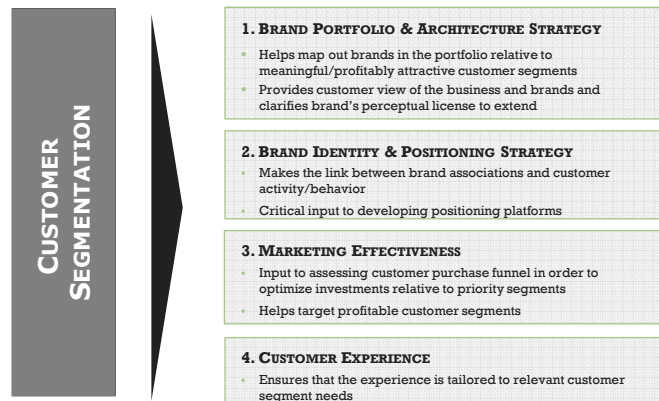 CUSTOMER
SEGMENTATION
1. BRAND PORTFOLIO & ARCHITECTURE STRATEGY
• Helps map out brands in the portfolio relative to
meaningful/profitably attractive customer segments
• Provides customer view of the business and brands and
clarifies brand's perceptual license to extend
2. BRAND IDENTITY & POSITIONING STRATEGY
• Makes the link between brand associations and customer
activity/behavior
• Critical input to developing positioning platforms
3. MARKETING EFFECTIVENESS
• Input to assessing customer purchase funnel in order to
optimize investments relative to priority segments
• Helps target profitable customer segments
4. CUSTOMER EXPERIENCE
• Ensures that the experience is tailored to relevant customer
segment needs